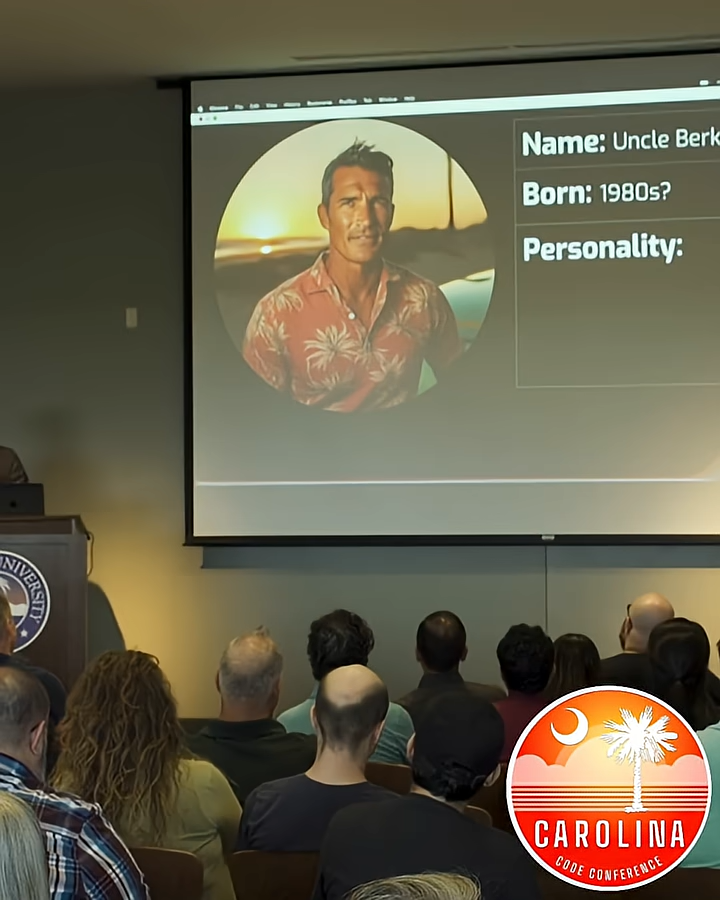 Name: Uncle Berk
Born: 1980s?
Personality:
UNIVERSITY
CAROLINA
CODE CONFERENCE